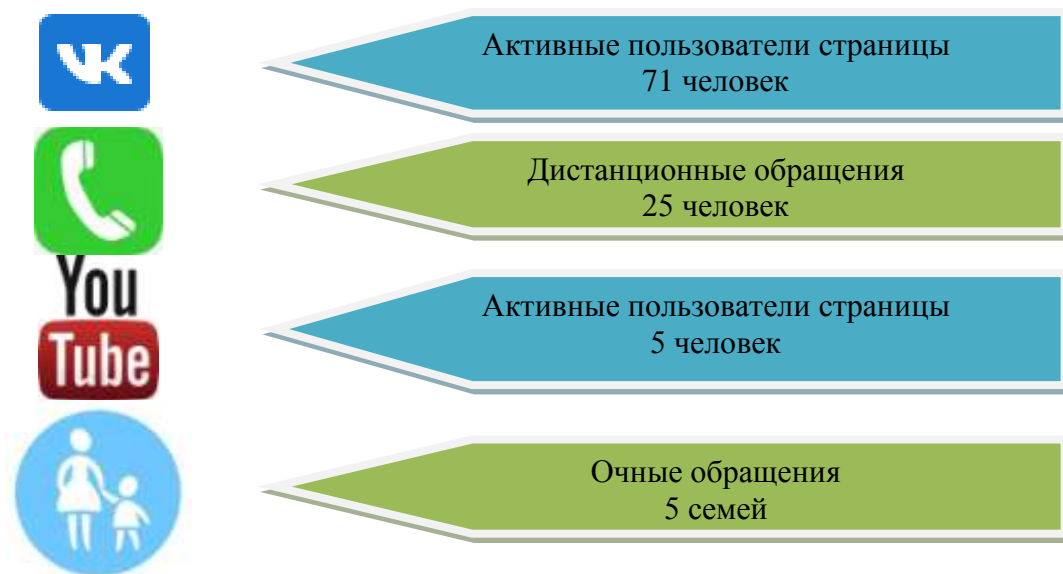 Активные пользователи страницы
71 человек
Дистанционные обращения
25 человек
You
Tube
Активные пользователи страницы
5 человек
Очные обращения
5 семей